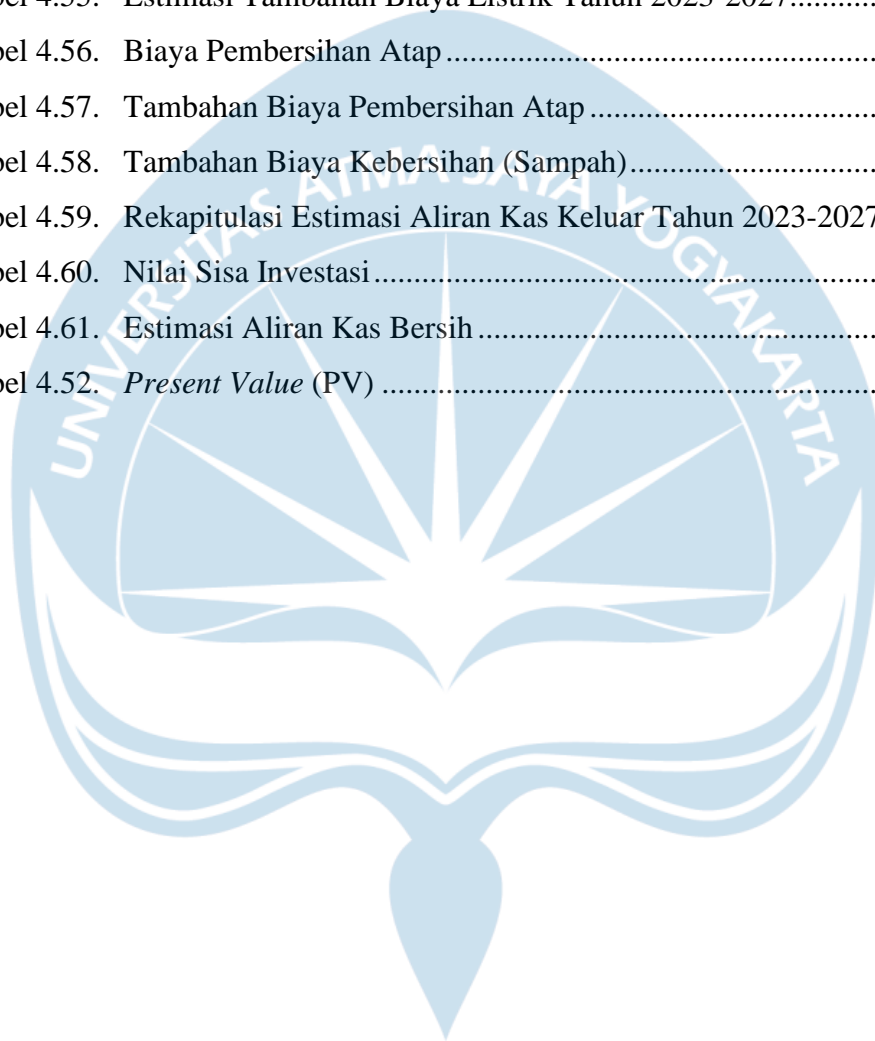 bel 4.55. Estimasi Tambahan Biaya Listrik Tahun 2023-2027..........
bel 4.56. Biaya Pembersihan Atap ......................................................
bel 4.57. Tambahan Biaya Pembersihan Atap ....................................
bel 4.58. Tambahan Biaya Kebersihan (Sampah)...............................
bel 4.59. Rekapitulasi Estimasi Aliran Kas Keluar Tahun 2023-2027
bel 4.60. Nilai Sisa Investasi ...............................................................
bel 4.61. Estimasi Aliran Kas Bersih ..................................................
bel 4.52. Present Value (PV) ..............................................................
UNIVERSITAS ATMA JAYA YOGYAKARTA